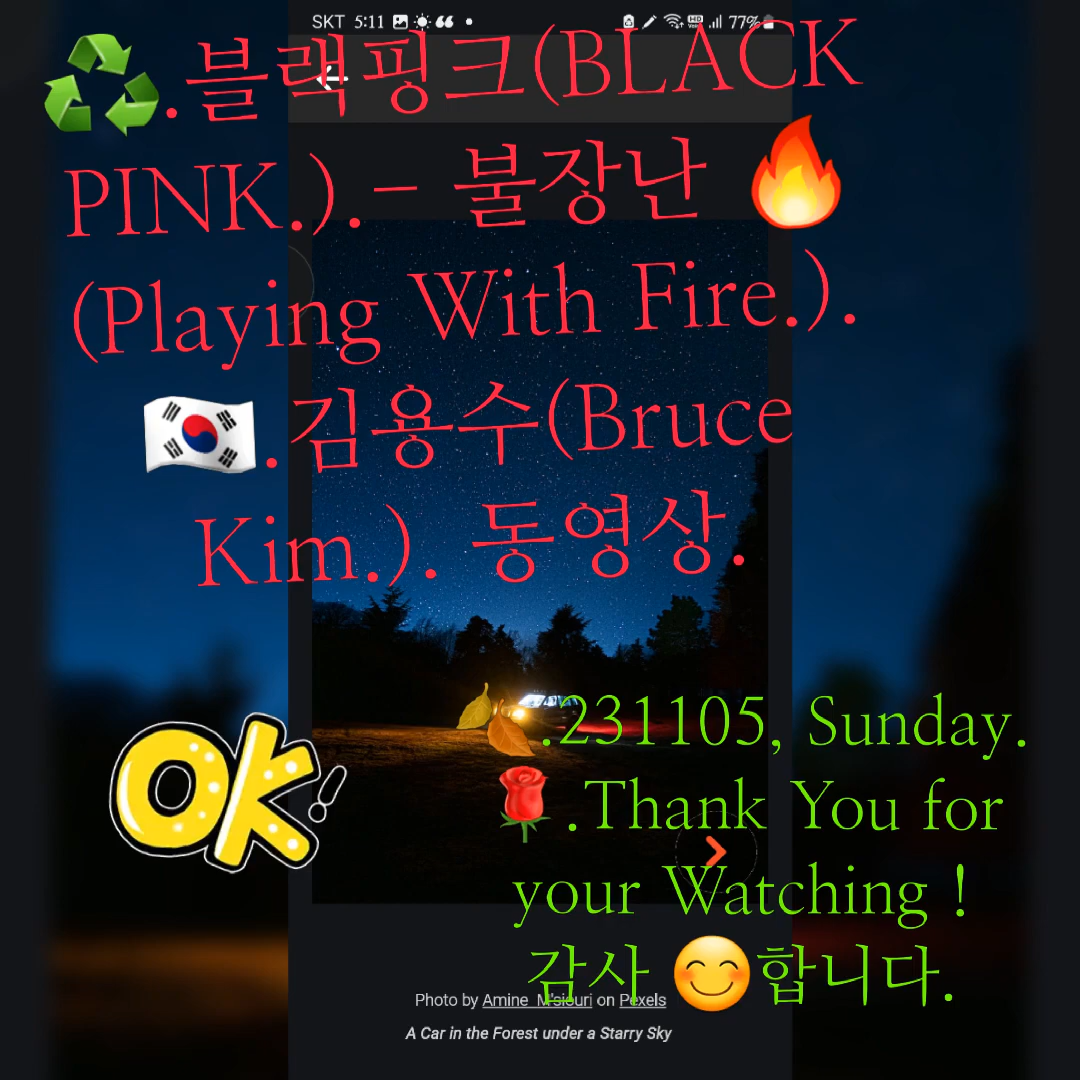 SKT 5:11 77%
♻️.블랙핑크(BLACK
PINK.).- 불장난 🔥
(Playing With Fire.).
🇰🇷.김용수(Bruce
Kim.). 동영상.
OK!
🍂.231105, Sunday.
🌹.Thank You for
your Watching !
감사 😊합니다.
Photo by Amine M'siouri on Pexels
A Car in the Forest under a Starry Sky